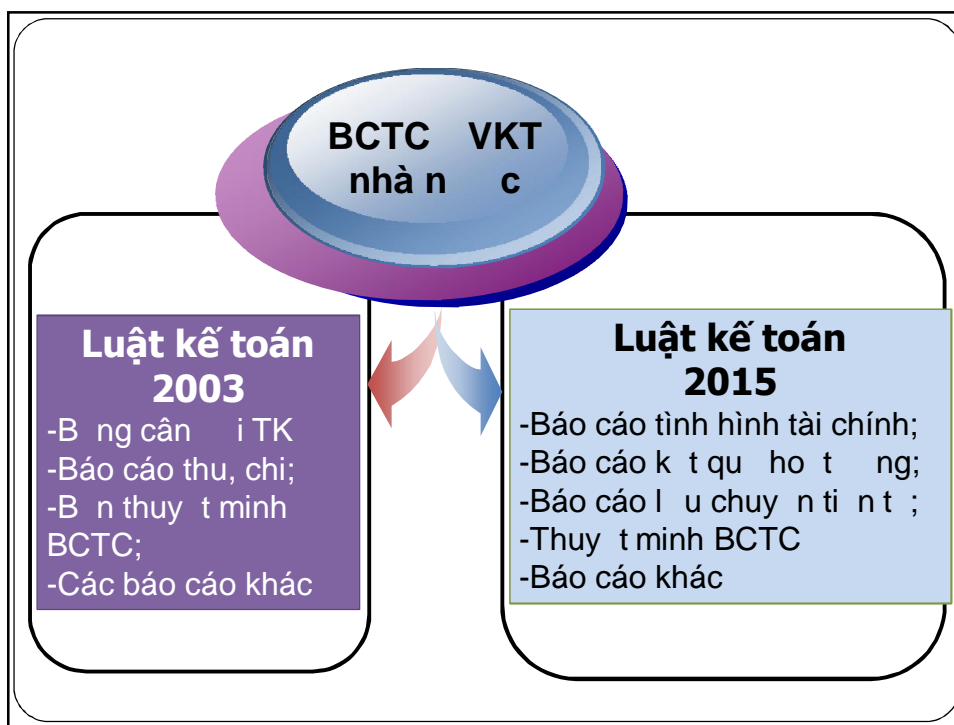 BCTC VKT
nhà n c
Luật kế toán
2003
-B ng cân i TK
-Báo cáo thu, chi;
-B n thuy t minh
BCTC;
-Các báo cáo khác
Luật kế toán
2015
-Báo cáo tình hình tài chính;
-Báo cáo k t qu ho t ng;
-Báo cáo l u chuy n ti n t ;
-Thuy t minh BCTC
-Báo cáo khác